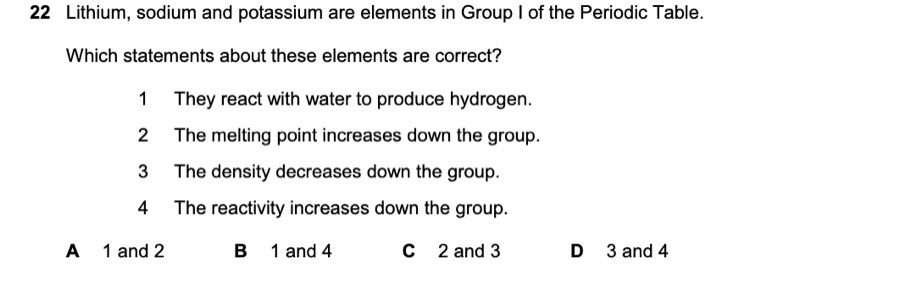 22 Lithium, sodium and potassium are elements in Group I of the Periodic Table.
Which statements about these elements are correct?
1 They react with water to produce hydrogen.
2 The melting point increases down the group.
3 The density decreases down the group.
4 The reactivity increases down the group.
A 1 and 2 B 1 and 4 C 2 and 3 D 3 and 4